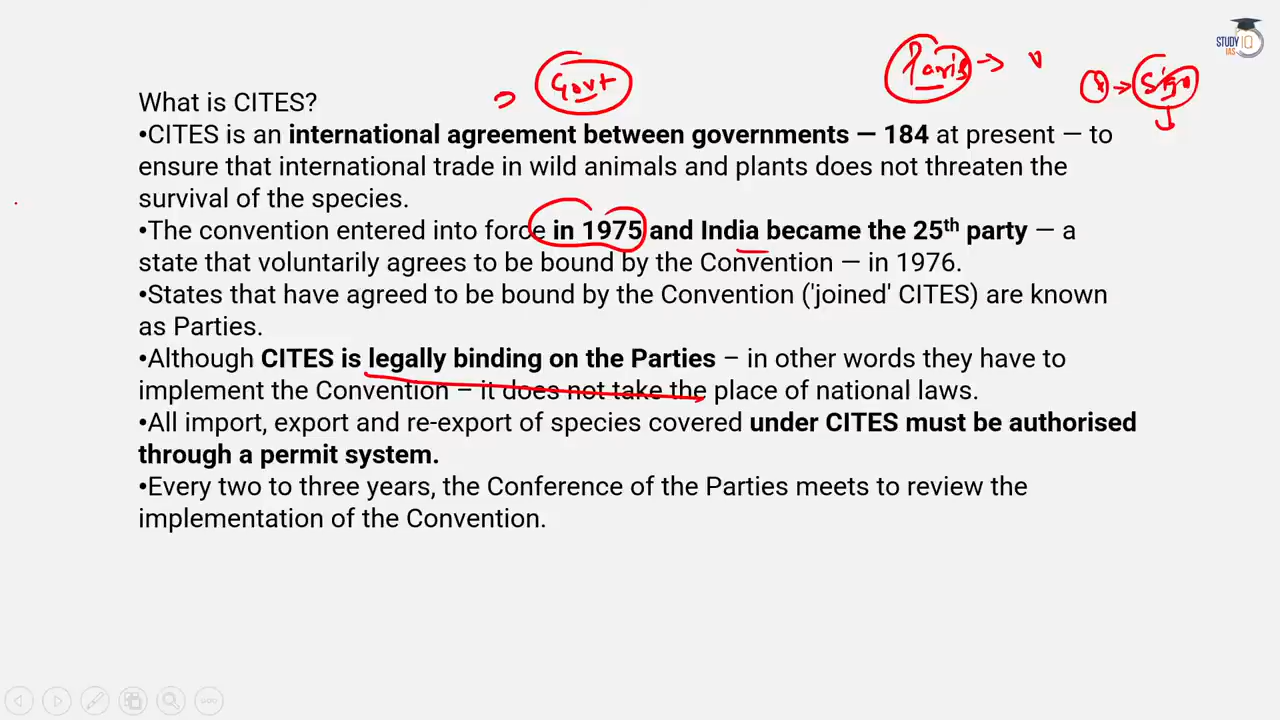 STUDY IQ
IAS
Govt
Paris
Sign
What is CITES?
•CITES is an international agreement between governments — 184 at present — to
ensure that international trade in wild animals and plants does not threaten the
survival of the species.
•The convention entered into force in 1975 and India became the 25th party — a
state that voluntarily agrees to be bound by the Convention — in 1976.
•States that have agreed to be bound by the Convention ('joined' CITES) are known
as Parties.
•Although CITES is legally binding on the Parties – in other words they have to
implement the Convention – it does not take the place of national laws.
•All import, export and re-export of species covered under CITES must be authorised
through a permit system.
•Every two to three years, the Conference of the Parties meets to review the
implementation of the Convention.